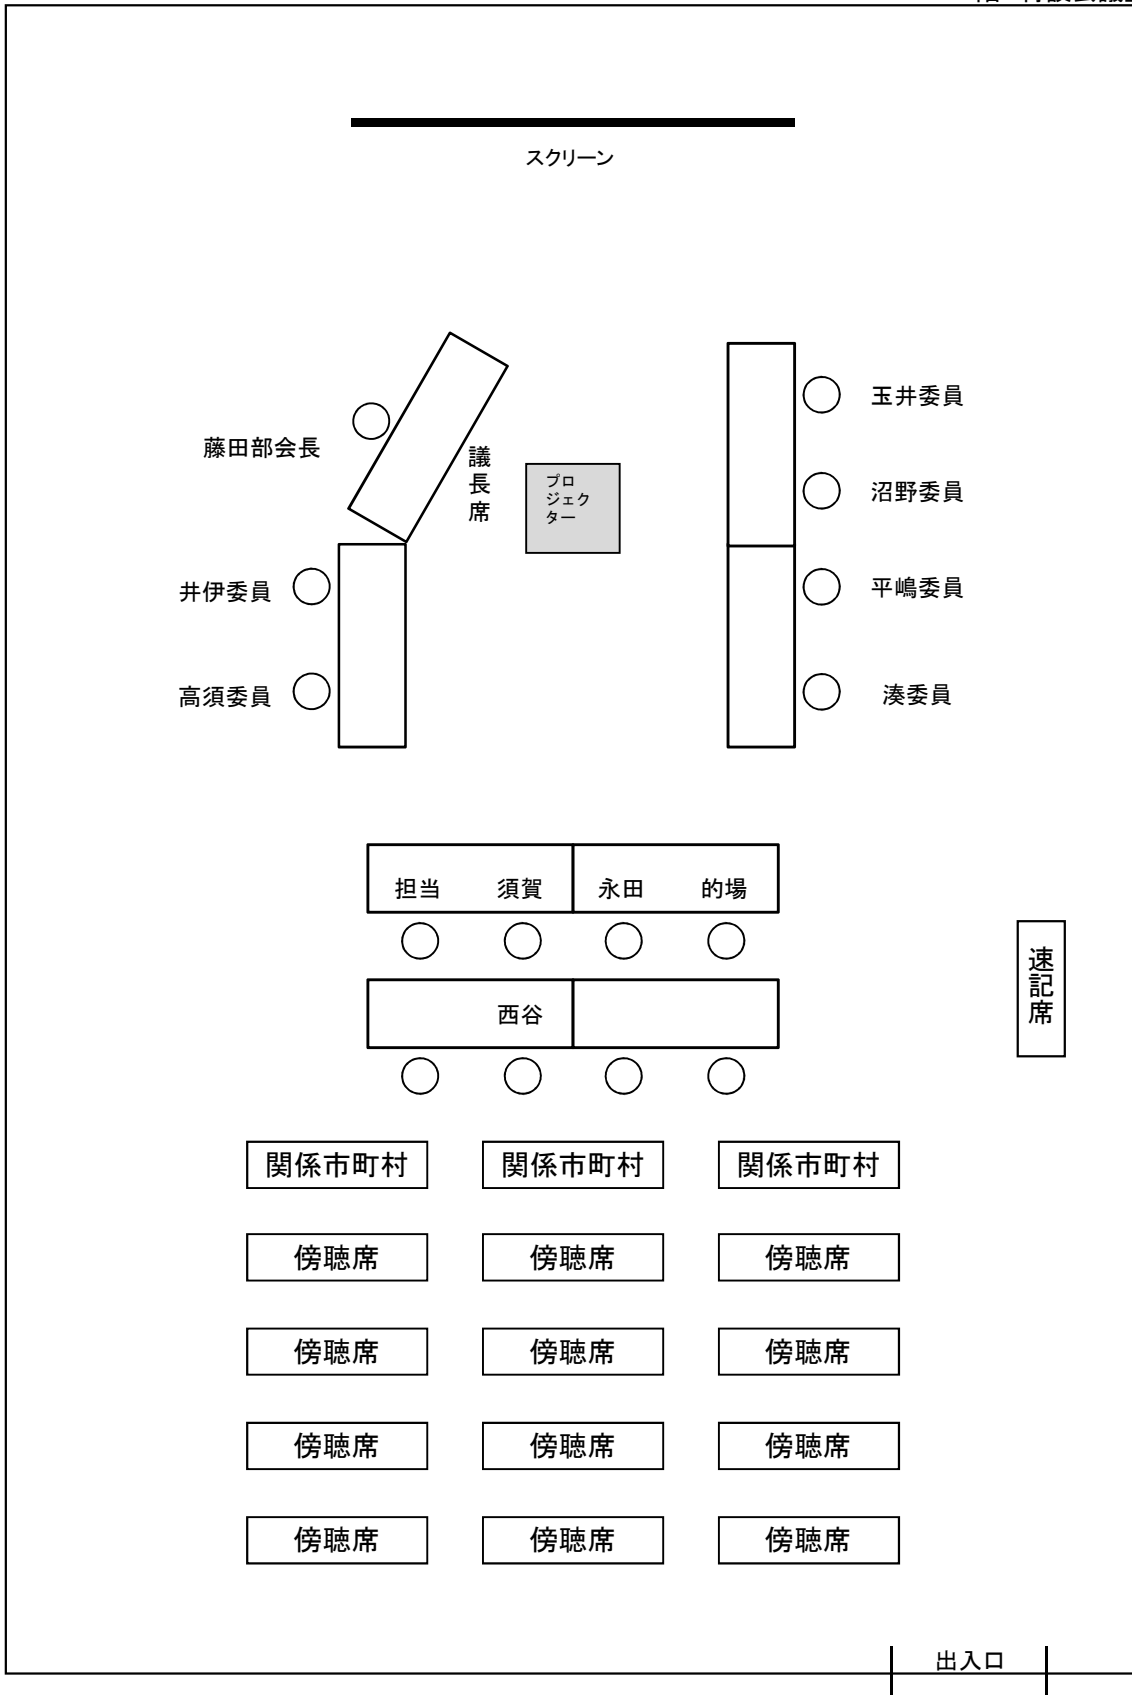 スクリーン
玉井委員
藤田部会長
議長席
プロ
ジェク
ター
沼野委員
井伊委員
平嶋委員
高須委員
湊委員
担当 須賀 永田 的場
速記席
西谷
関係市町村 関係市町村 関係市町村
傍聴席 傍聴席 傍聴席
傍聴席 傍聴席 傍聴席
傍聴席 傍聴席 傍聴席
傍聴席 傍聴席 傍聴席
出入口